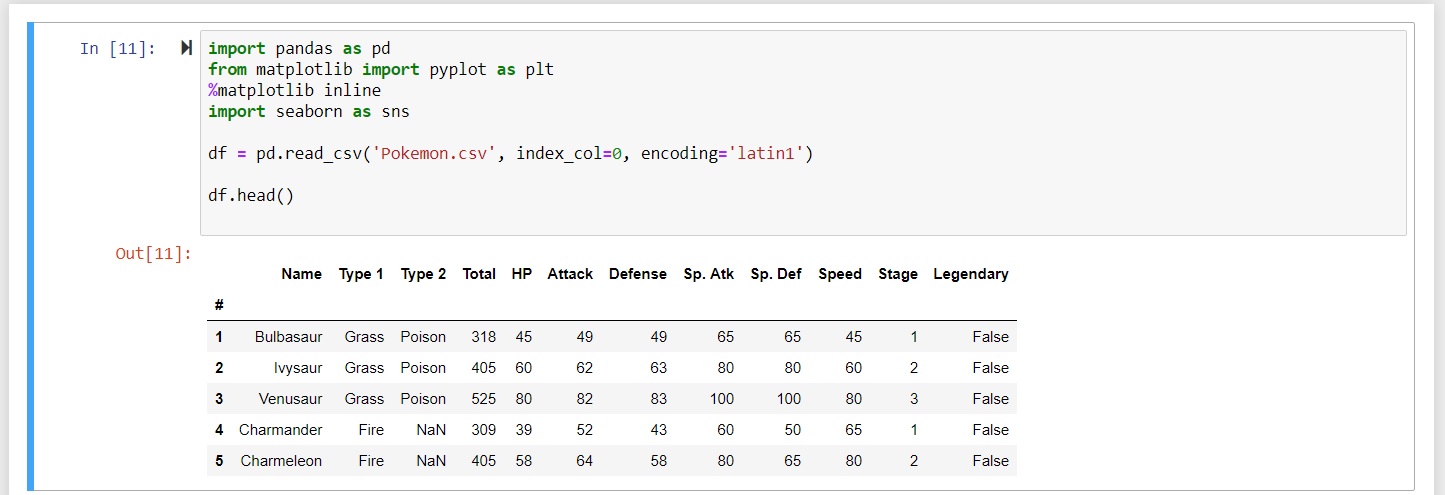 In [11]:
import pandas as pd
from matplotlib import pyplot as plt
%matplotlib inline
import seaborn as sns
df = pd.read_csv('Pokemon.csv', index_col=0, encoding='latin1')
df.head()
Out[11]:
Name Type 1 Type 2 Total HP Attack Defense Sp. Atk Sp. Def Speed Stage Legendary
#
1 Bulbasaur Grass Poison 318 45 49 49 65 65 45 1 False
2 Ivysaur Grass Poison 405 60 62 63 80 80 60 2 False
3 Venusaur Grass Poison 525 80 82 83 100 100 80 3 False
4 Charmander Fire NaN 309 39 52 43 60 50 65 1 False
5 Charmeleon Fire NaN 405 58 64 58 80 65 80 2 False